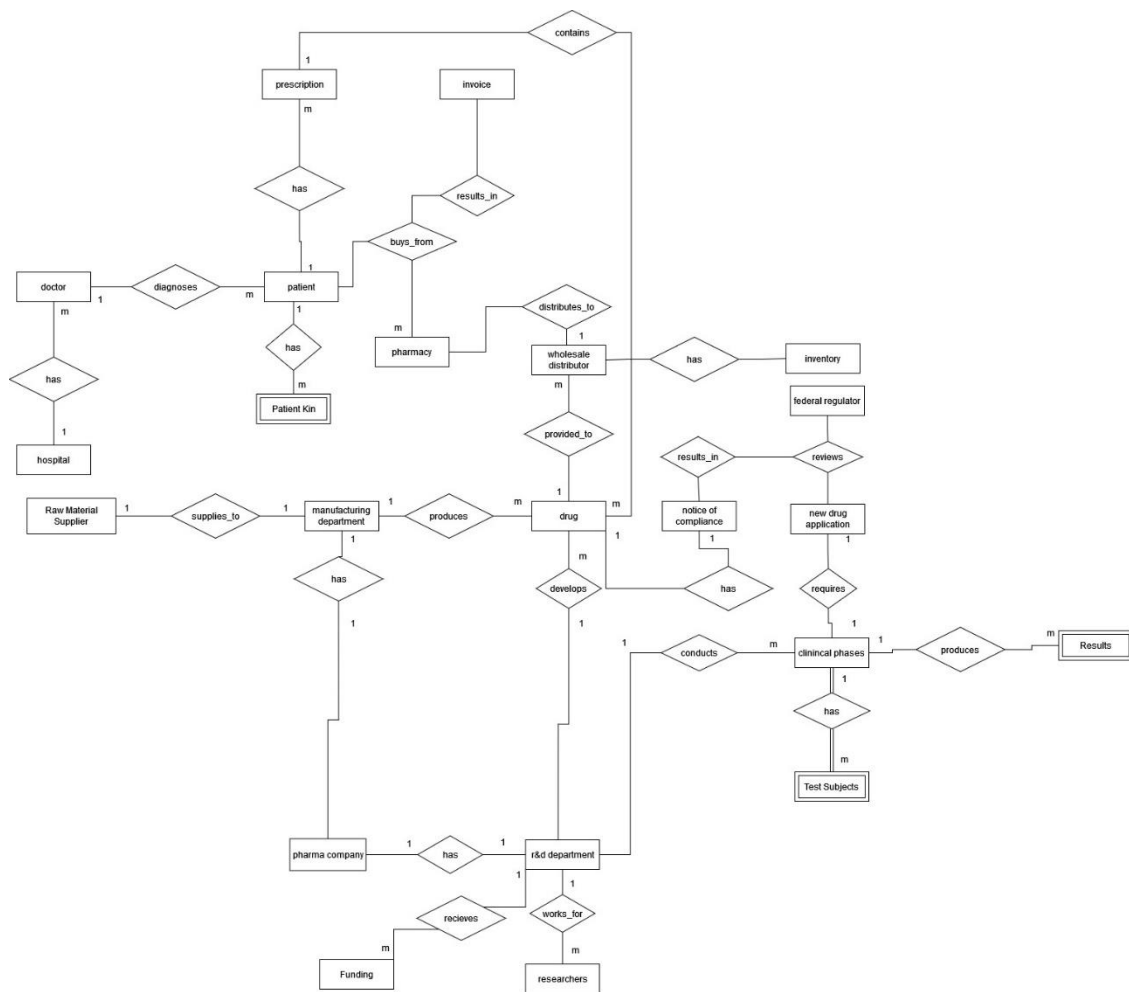 contains
1
prescription
invoice
m
has
results_in
buys_from
1
doctor
diagnoses
patient
1
m
m
1
distributes_to
m
1
has
pharmacy
wholesale
distributor
has
inventory
has
m
m
Patient Kin
federal regulator
1
provided_to
results_in
reviews
hospital
1
m
Raw Material
Supplier
1
supplies_to
1
manufacturing
department
1
produces
m
drug
notice of
compliance
new drug
application
1
1
m
1
1
has
develops
has
requires
1
1
1
1
conducts
m
clinincal phases
1
produces
m
Results
1
has
m
Test Subjects
pharma company
1
has
1
r&d department
1
1
recieves
works_for
m
m
Funding
researchers